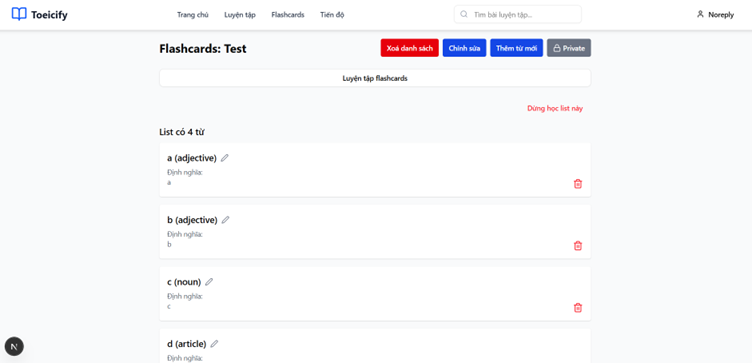 Toeicify
Trang chủ
Luyện tập
Flashcards
Tiến độ
Tìm bài luyện tập...
Noreply
Flashcards: Test
Xoá danh sách
Chỉnh sửa
Thêm từ mới
Private
Luyện tập flashcards
Dừng học list này
List có 4 từ
a (adjective)
Định nghĩa:
a
b (adjective)
Định nghĩa:
b
c (noun)
Định nghĩa:
c
d (article)
Định nghĩa:
N